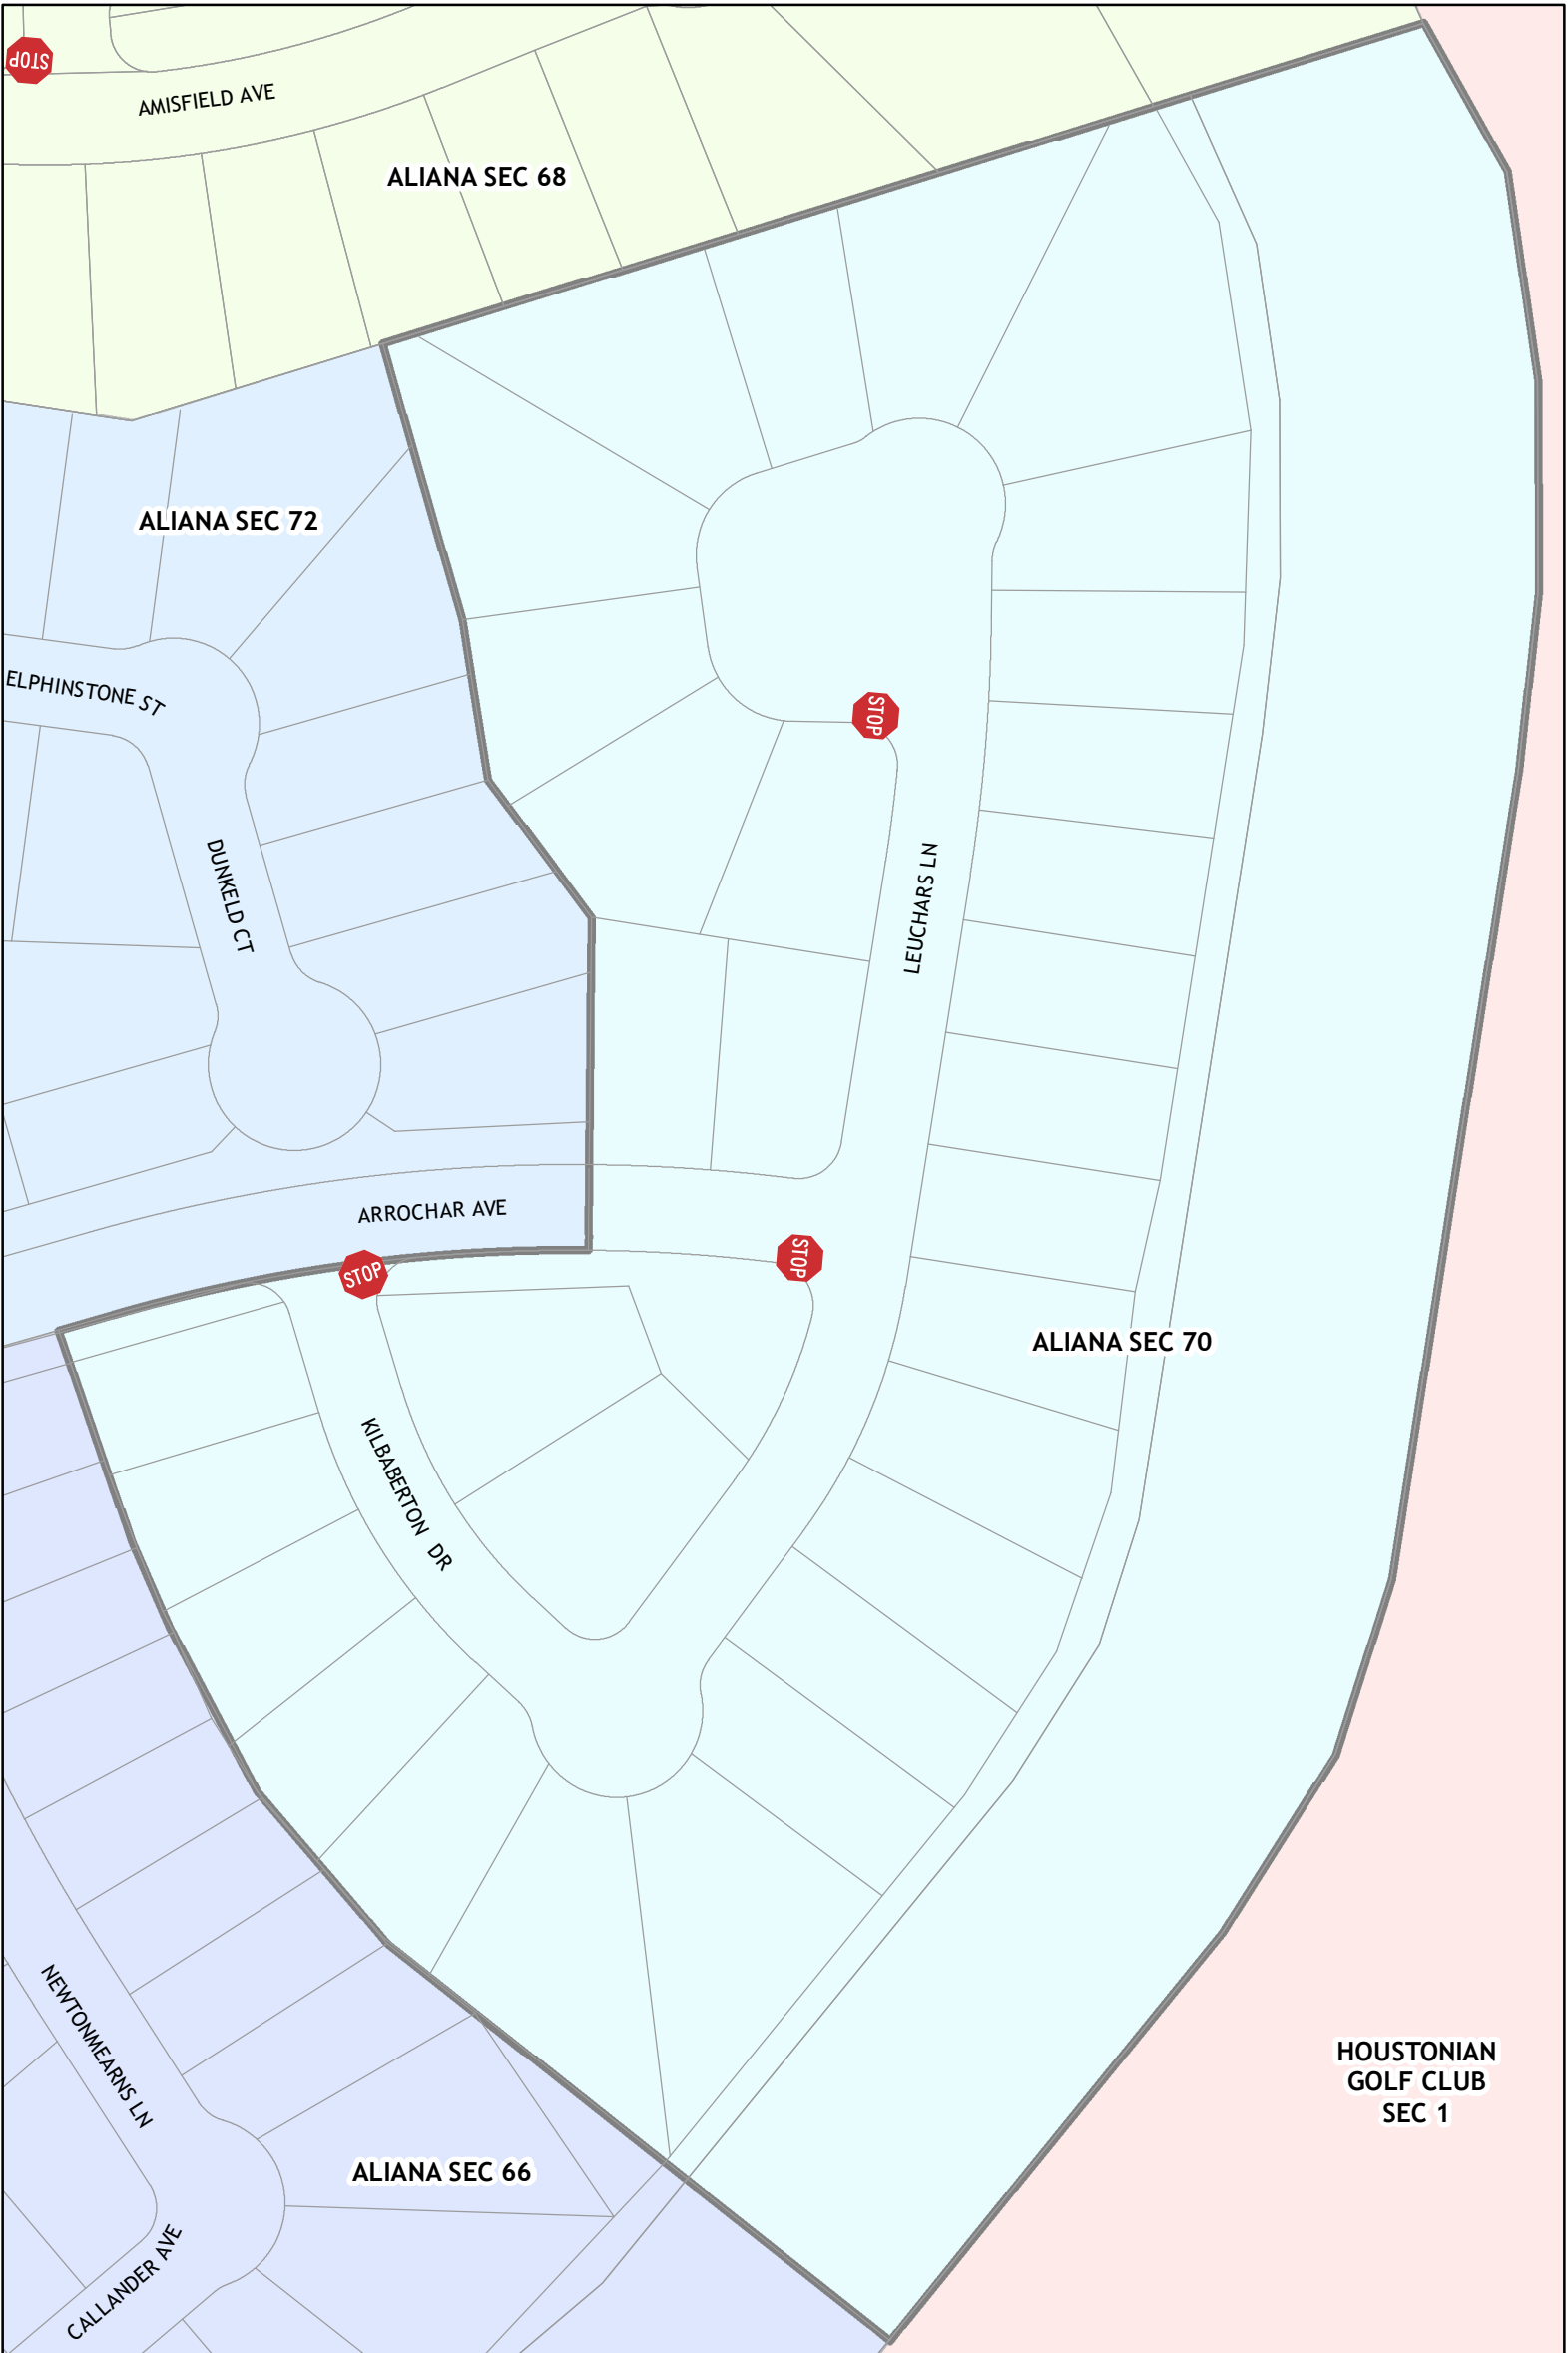 STOP
AMISFIELD AVE
ALIANA SEC 68
ALIANA SEC 72
ELPHINSTONE ST
STOP
DUNKELD CT
LEUCHARS LN
ARROCHAR AVE
STOP
STOP
ALIANA SEC 70
KILBABERTON DR
NEWTONMEARNS LN
HOUSTONIAN
GOLF CLUB
SEC 1
ALIANA SEC 66
CALLANDER AVE